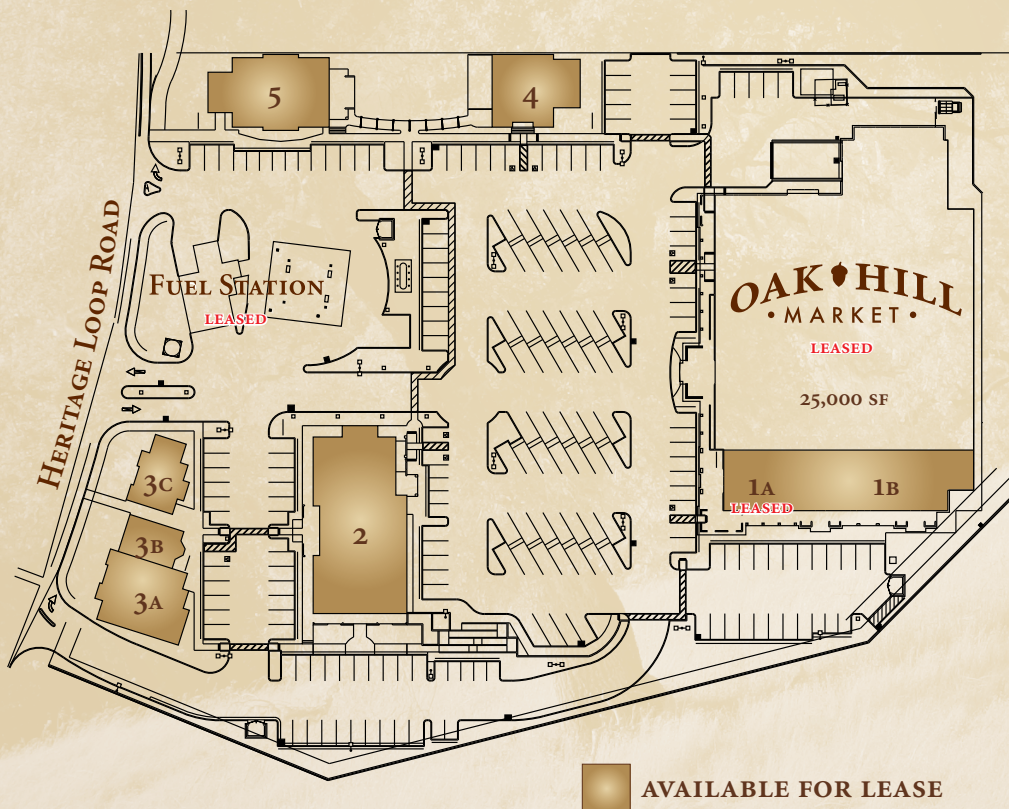 5
4
HERITAGE LOOP ROAD
FUEL STATION
LEASED
OAK HILL
• MARKET •
LEASED
25,000 SF
3C
1A
1B
LEASED
2
3B
3A
AVAILABLE FOR LEASE